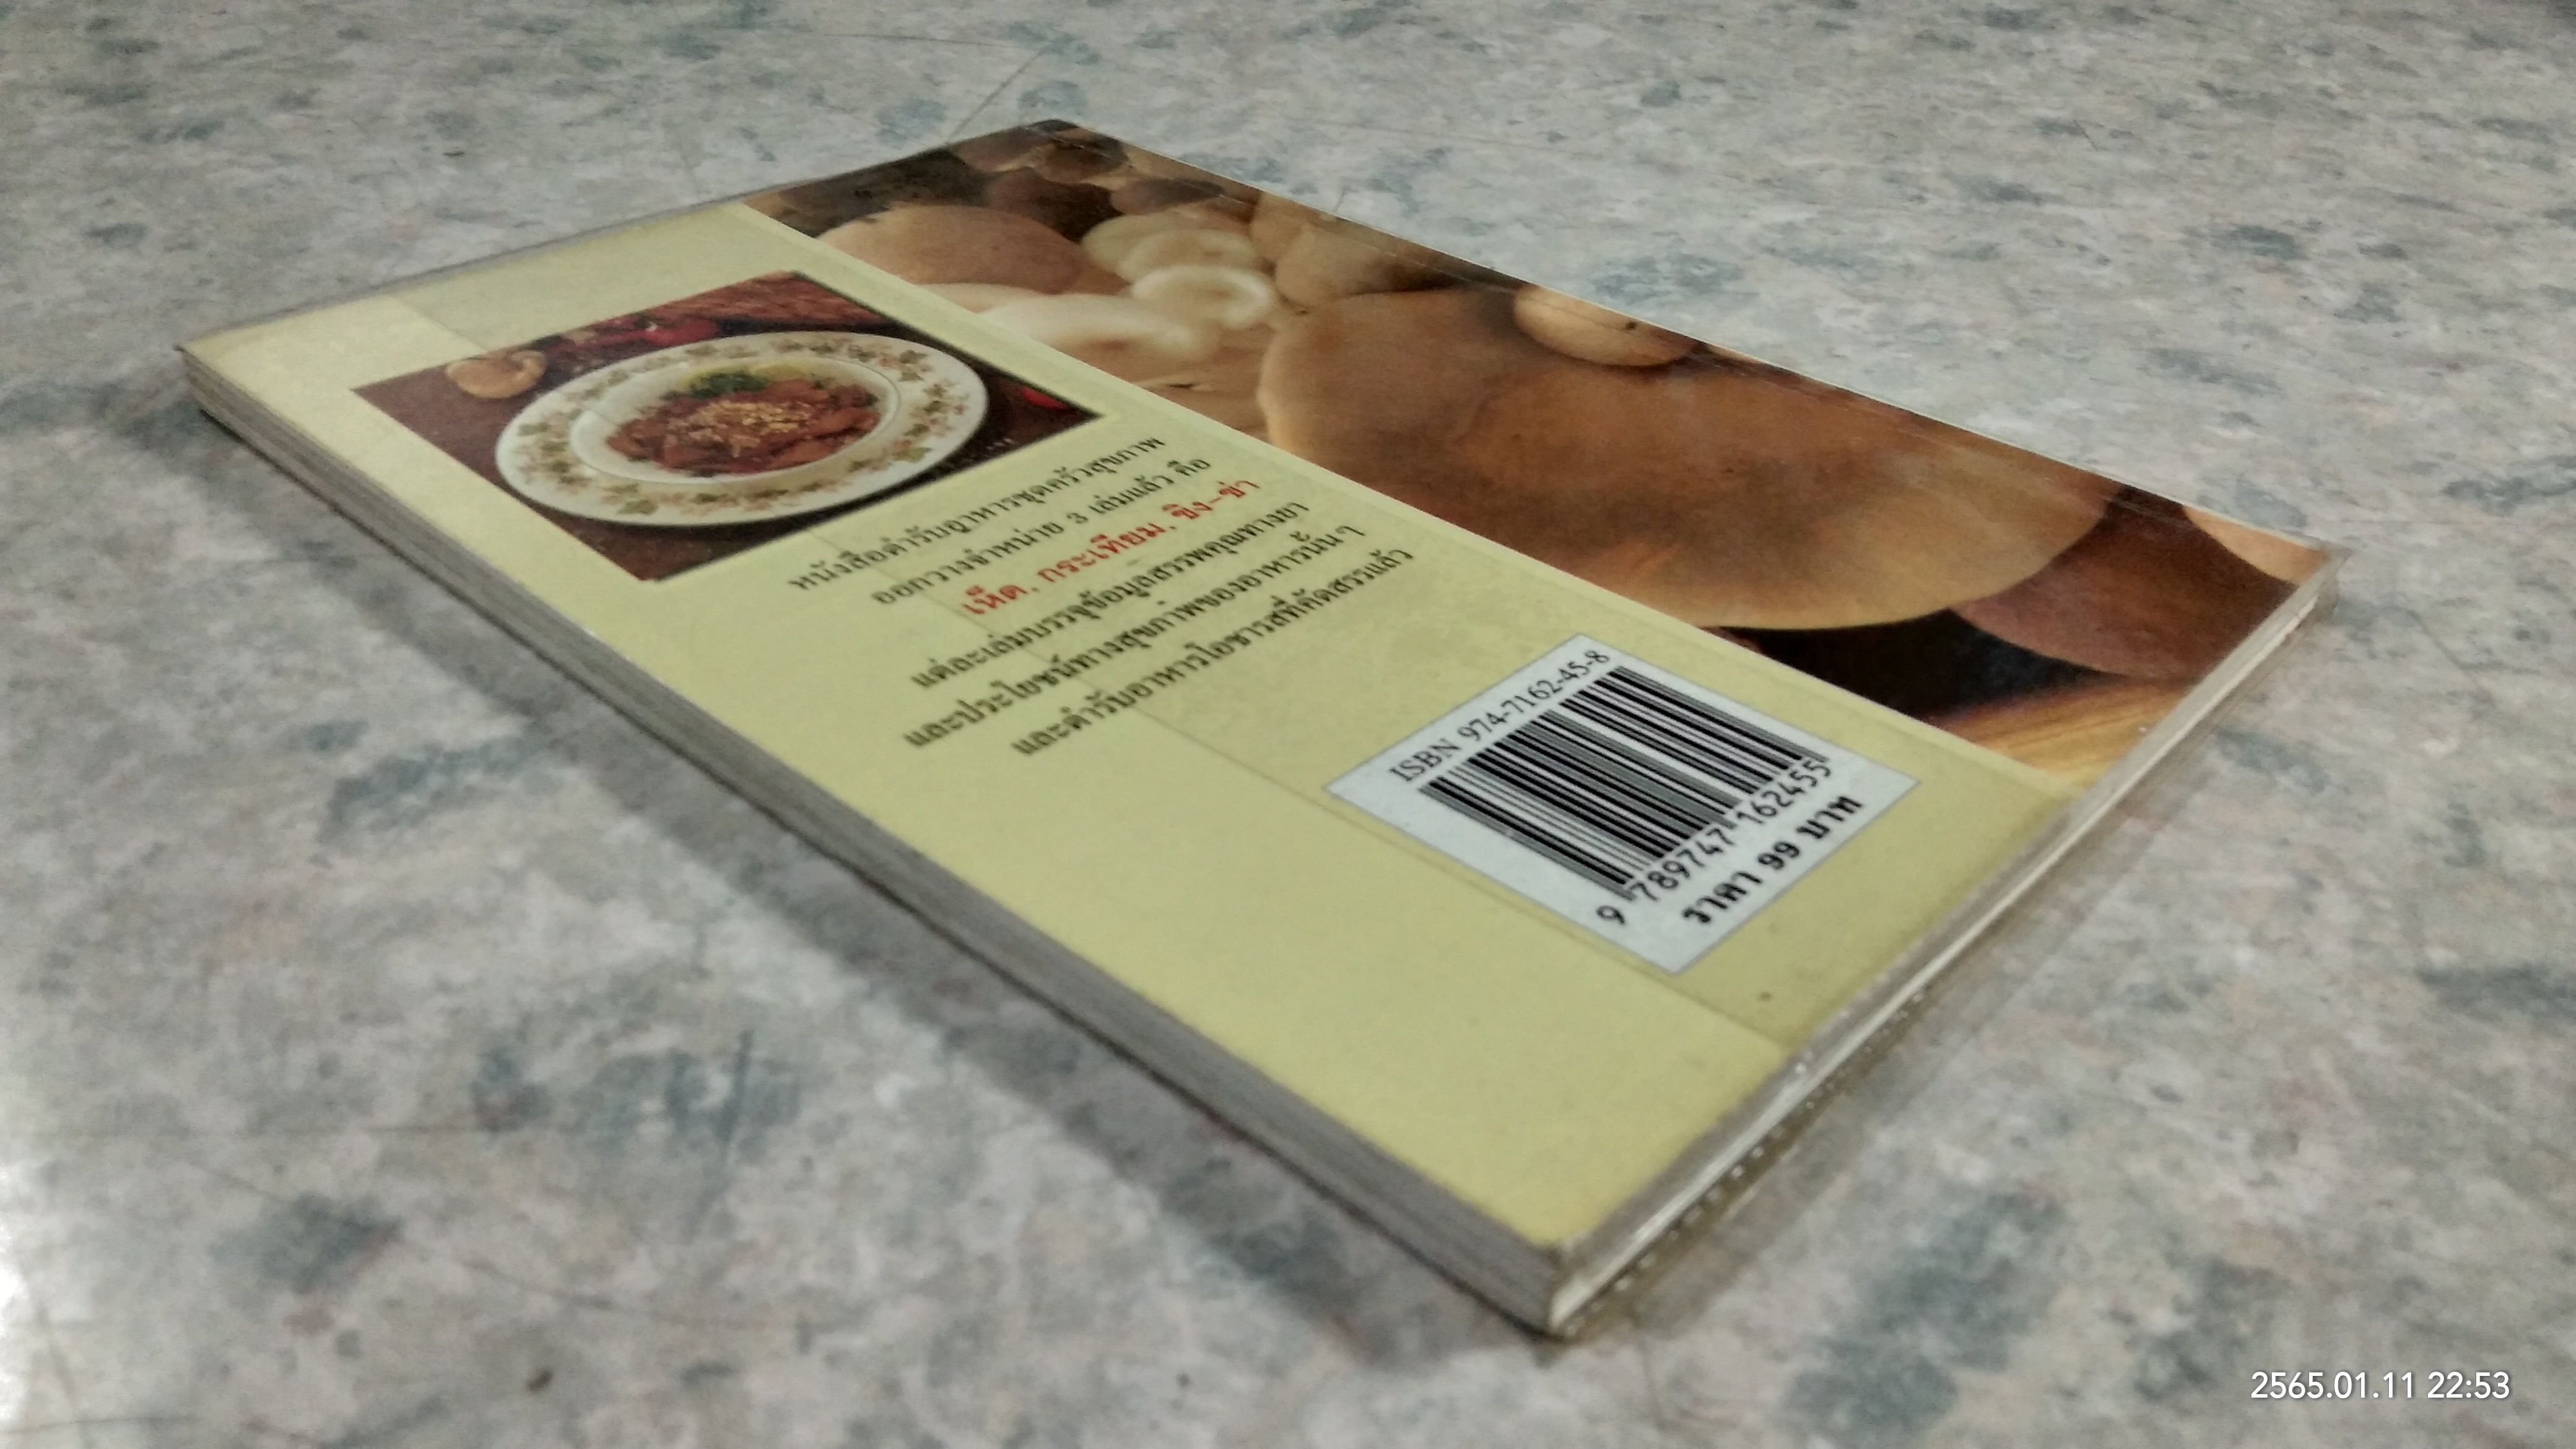 หนังสือตำรับอาหารชุดครัวสุขภาพ
ออกวางจำหน่าย 3 เล่มแล้ว คือ
เห็ด, กระเทียม, ขิง-ข่า
แต่ละเล่มบรรจุข้อมูลสรรพคุณทางยา
และประโยชน์ทางสุขภาพของอาหารนั้นๆ
และตำรับอาหารโอชารสที่คัดสรรแล้ว
ISBN 974-7162-45-8
9 789747 162455
ราคา 99 บาท
2565.01.11 22:53